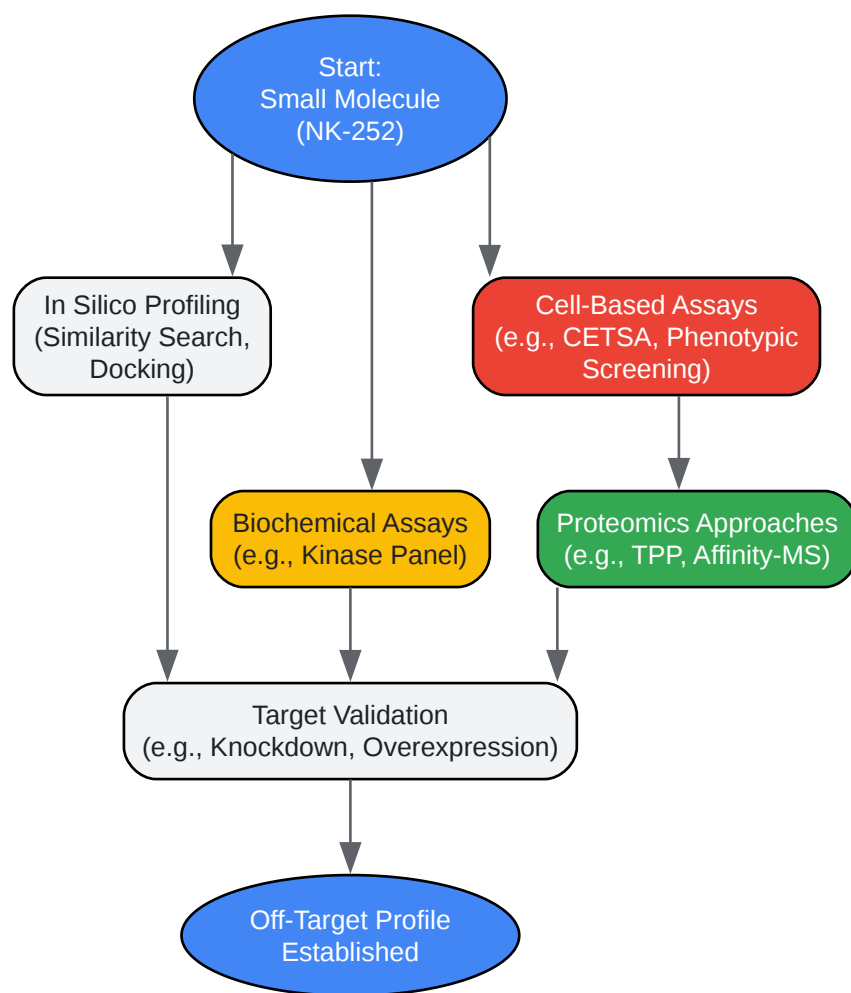 Start:
Small Molecule
(NK-252)
In Silico Profiling
(Similarity Search,
Docking)
Cell-Based Assays
(e.g., CETSA, Phenotypic
Screening)
Biochemical Assays
(e.g., Kinase Panel)
Proteomics Approaches
(e.g., TPP, Affinity-MS)
Target Validation
(e.g., Knockdown, Overexpression)
Off-Target Profile
Established